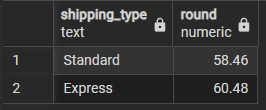 shipping_type round
text numeric
1 Standard 58.46
2 Express 60.48